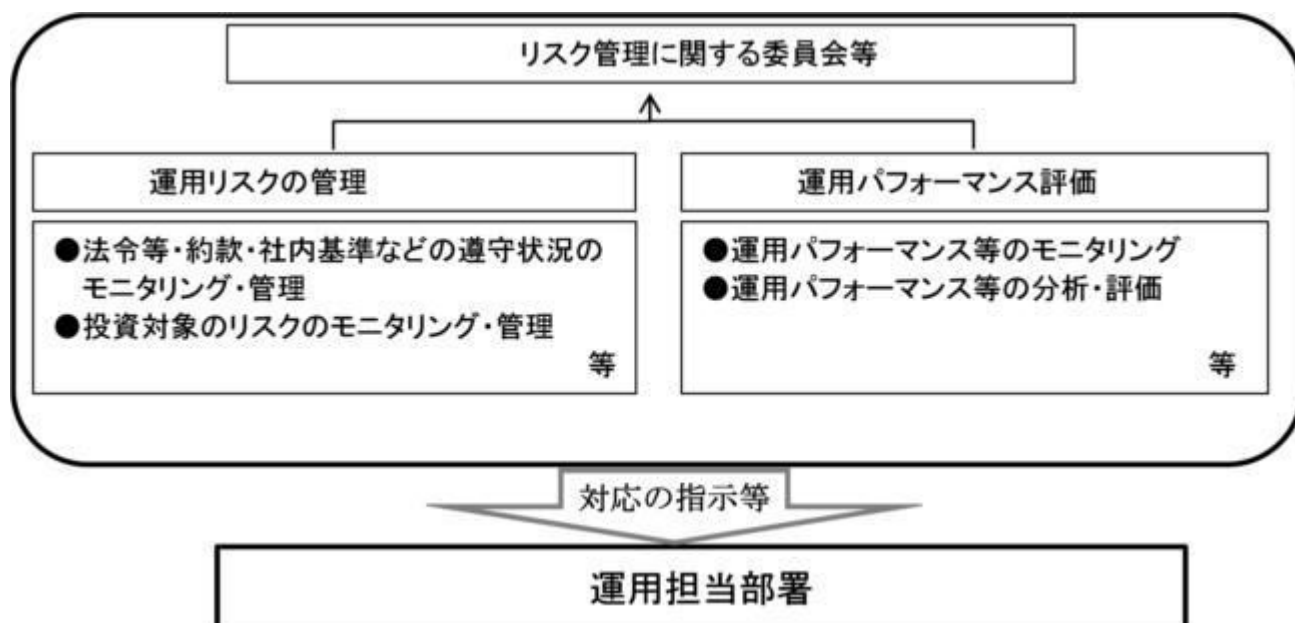 リスク管理に関する委員会等
運用リスクの管理
●法令等・約款・社内基準などの遵守状況の
モニタリング・管理
●投資対象のリスクのモニタリング・管理
等
運用パフォーマンス評価
●運用パフォーマンス等のモニタリング
●運用パフォーマンス等の分析・評価
等
対応の指示等
運用担当部署